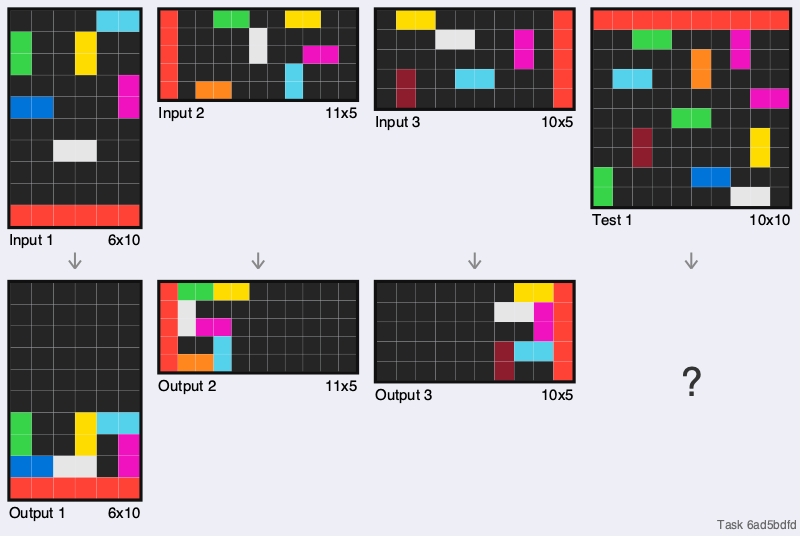 Input 1 6x10
Input 2 11x5
Input 3 10x5
Test 1 10x10
Output 1 6x10
Output 2 11x5
Output 3 10x5
?
Task 6ad5bdfd